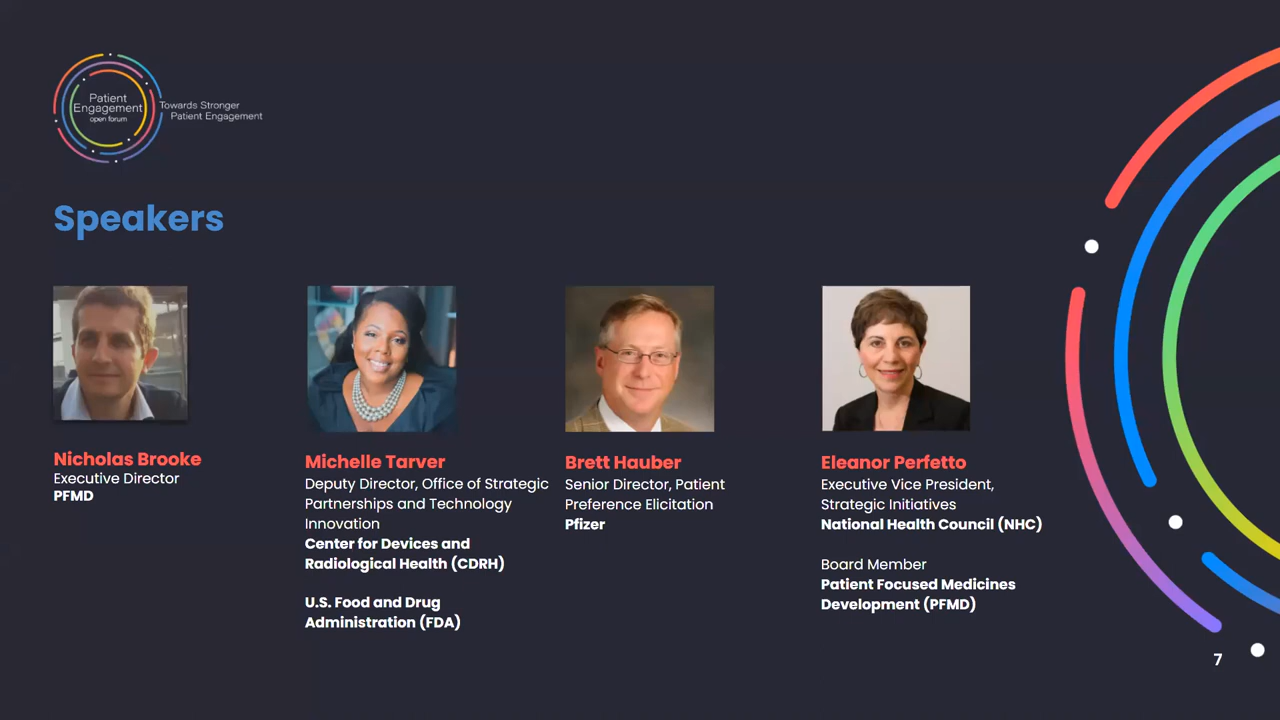 Patient
Engagement
open forum
Towards Stronger
Patient Engagement
Speakers
Nicholas Brooke
Executive Director
PFMD
Michelle Tarver
Deputy Director, Office of Strategic
Partnerships and Technology
Innovation
Center for Devices and
Radiological Health (CDRH)
U.S. Food and Drug
Administration (FDA)
Brett Hauber
Senior Director, Patient
Preference Elicitation
Pfizer
Eleanor Perfetto
Executive Vice President,
Strategic Initiatives
National Health Council (NHC)
Board Member
Patient Focused Medicines
Development (PFMD)
7